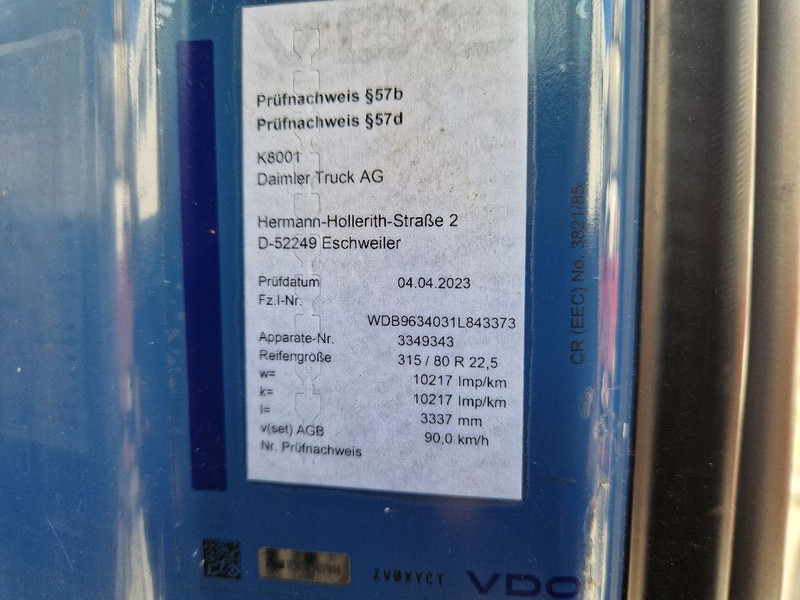 Prüfnachweis §57b
Prüfnachweis §57d
K8001
Daimler Truck AG
Hermann-Hollerith-Straße 2
D-52249 Eschweiler
Prüfdatum 04.04.2023
Fz.I-Nr.
WDB9634031L843373
Apparate-Nr. 3349343
Reifengröße 315 / 80 R 22,5
w= 10217 Imp/km
k= 10217 Imp/km
l= 3337 mm
v(set) AGB 90,0 km/h
Nr. Prüfnachweis
CR (EEC) No. 3821/85
ZVØXYCT VDO